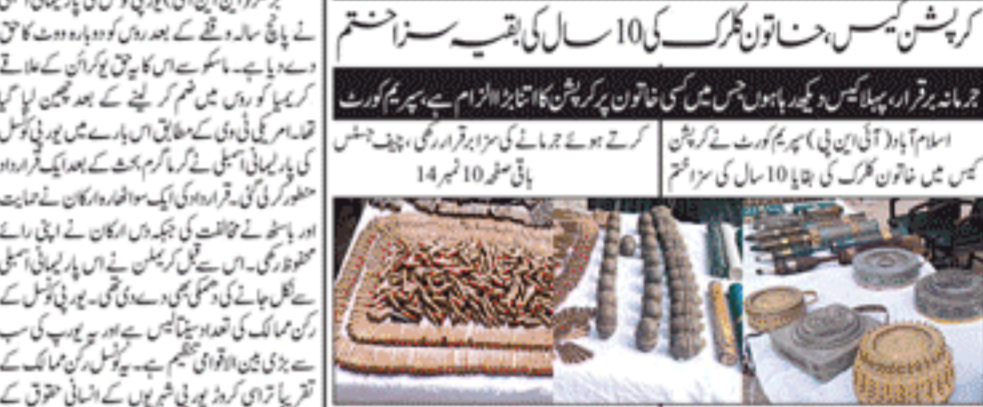 کرپشن کیس، خاتون کلرک کی 10 سال کی بقیہ سزا ختم
جرمانہ برقرار، پہلا کیس دیکھ رہا ہوں جس میں کسی خاتون پر کرپشن کا اتنا بڑا الزام ہے، سپریم کورٹ
اسلام آباد (آئی این پی) سپریم کورٹ نے کرپشن
کیس میں خاتون کلرک کی بقایا 10 سال کی سزا ختم
کرتے ہوئے جرمانے کی سزا برقرار رکھی، چیف جسٹس
باقی صفحہ 10 نمبر 14
نے پانچ سالہ وقفے کے بعد روس کو دوبارہ ووٹ کا حق
دے دیا ہے۔ ماسکو سے اس کا یہ حق یوکرائن کے علاقے
کریمیا کو روس میں ضم کر لینے کے بعد چھین لیا گیا
تھا۔ امریکی ٹی وی کے مطابق اس بارے میں یورپی کونسل
کی پارلیمانی اسمبلی نے گرما گرم بحث کے بعد ایک قرارداد
منظور کر لی گئی۔ قرارداد کی ایک سو اٹھارہ ارکان نے حمایت
اور باسٹھ نے مخالفت کی جبکہ دس ارکان نے اپنی رائے
محفوظ رکھی۔ اس سے قبل کریملن نے اس پارلیمانی اسمبلی
سے نکل جانے کی دھمکی بھی دے دی تھی۔ یورپی کونسل کے
رکن ممالک کی تعداد سینتالیس ہے اور یہ یورپ کی سب
سے بڑی بین الاقوامی تنظیم ہے۔ یہ کونسل رکن ممالک کے
تقریباً تراسی کروڑ یورپی شہریوں کے انسانی حقوق کے